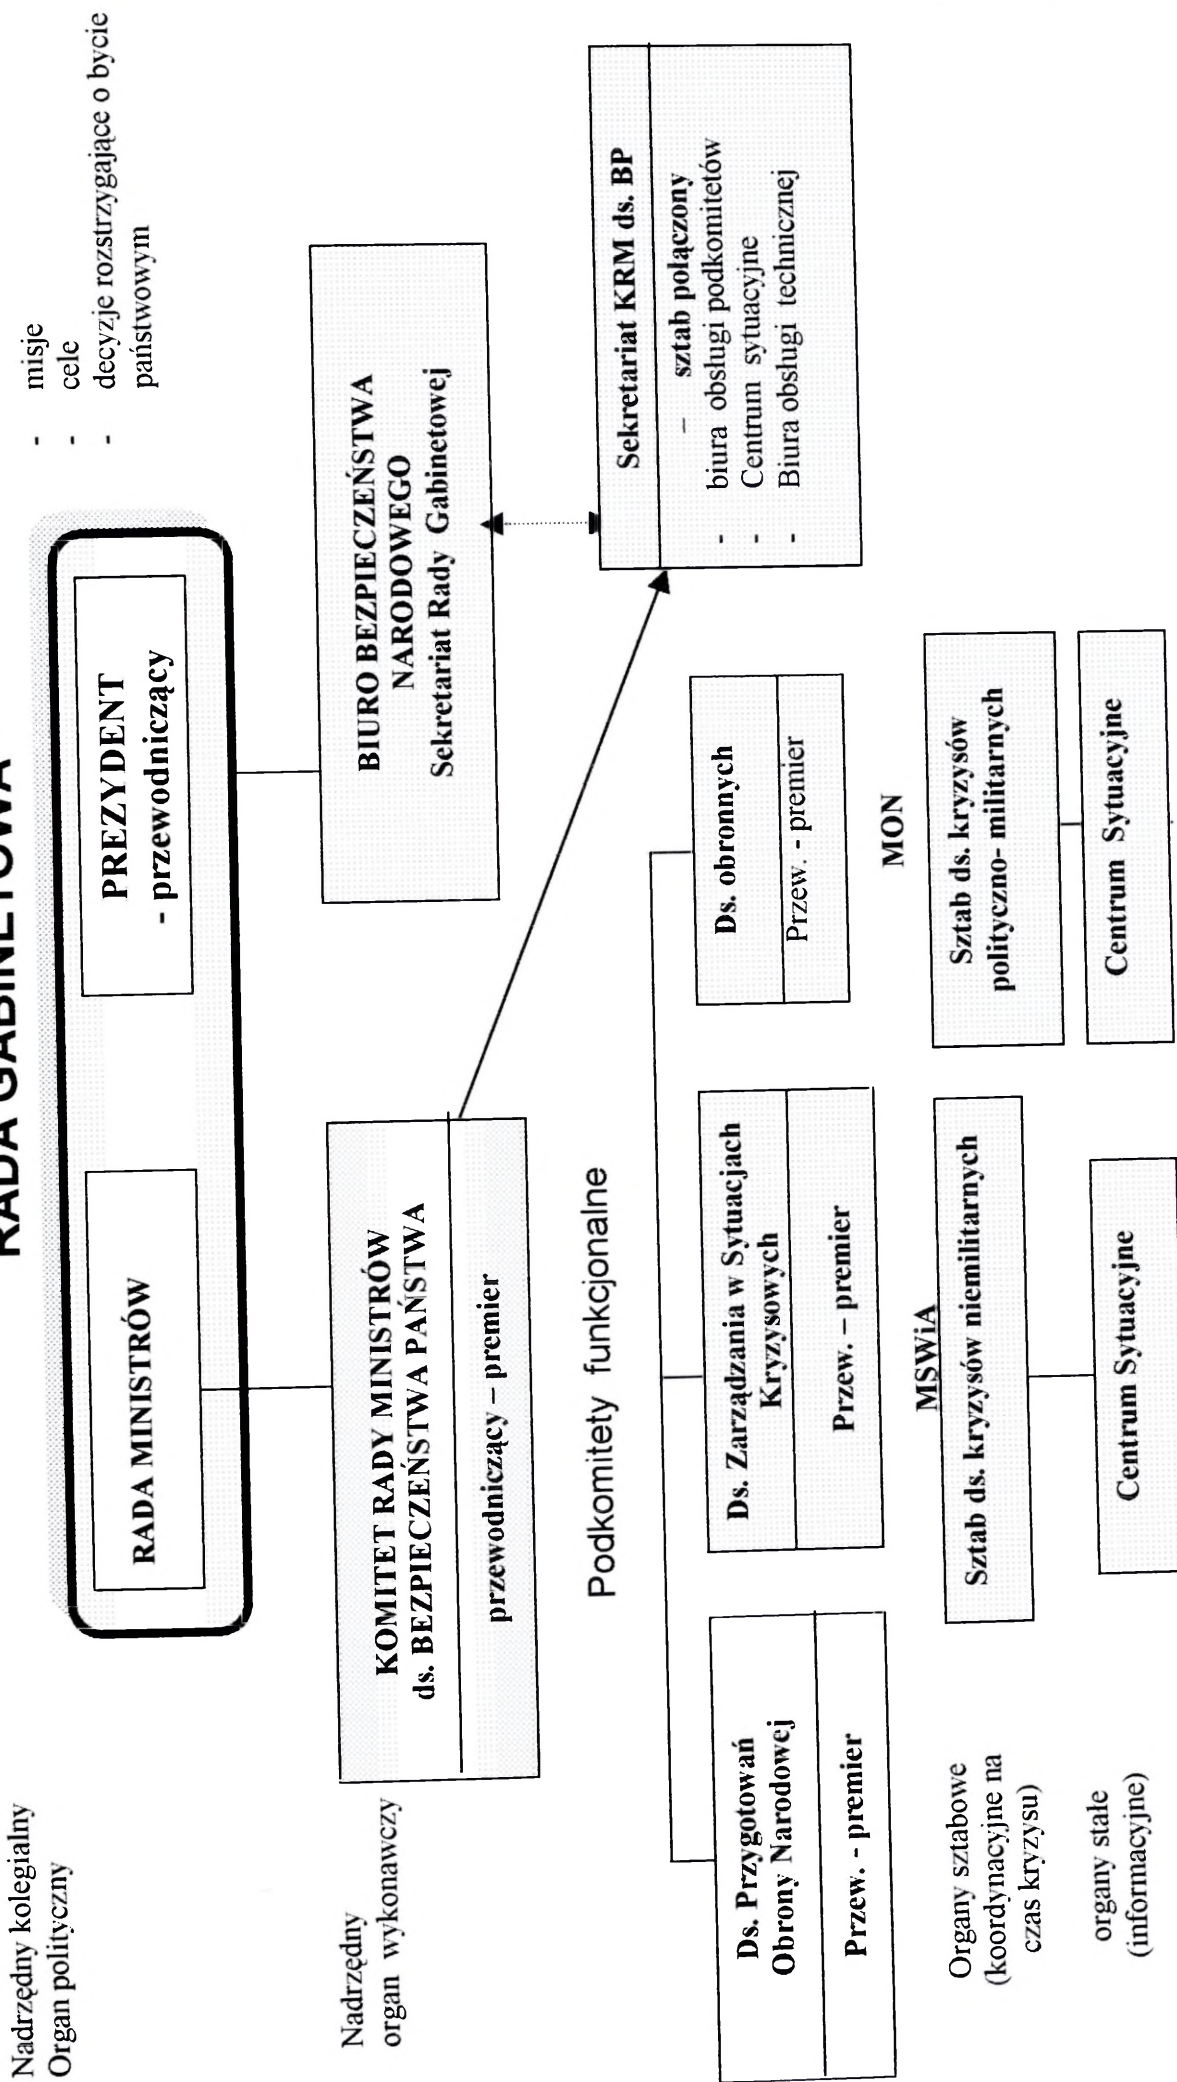 RADA GABINETOWA
Nadrzędny kolegialny
Organ polityczny
RADA MINISTRÓW
PREZYDENT
- przewodniczący
- misje
- cele
- decyzje rozstrzygające o bycie
państwowym
Nadrzędny
organ wykonawczy
KOMITET RADY MINISTRÓW
ds. BEZPIECZEŃSTWA PAŃSTWA
przewodniczący – premier
BIURO BEZPIECZEŃSTWA
NARODOWEGO
Sekretariat Rady Gabinetowej
Podkomitety funkcjonalne
Sekretariat KRM ds. BP
– sztab połączony
- biura obsługi podkomitetów
- Centrum sytuacyjne
- Biura obsługi technicznej
Ds. Przygotowań
Obrony Narodowej
Przew. - premier
Ds. Zarządzania w Sytuacjach
Kryzysowych
Przew. – premier
Ds. obronnych
Przew. - premier
MSWiA
MON
Organy sztabowe
(koordynacyjne na
czas kryzysu)
Sztab ds. kryzysów niemilitarnych
Sztab ds. kryzysów
polityczno- militarnych
organy stałe
(informacyjne)
Centrum Sytuacyjne
Centrum Sytuacyjne